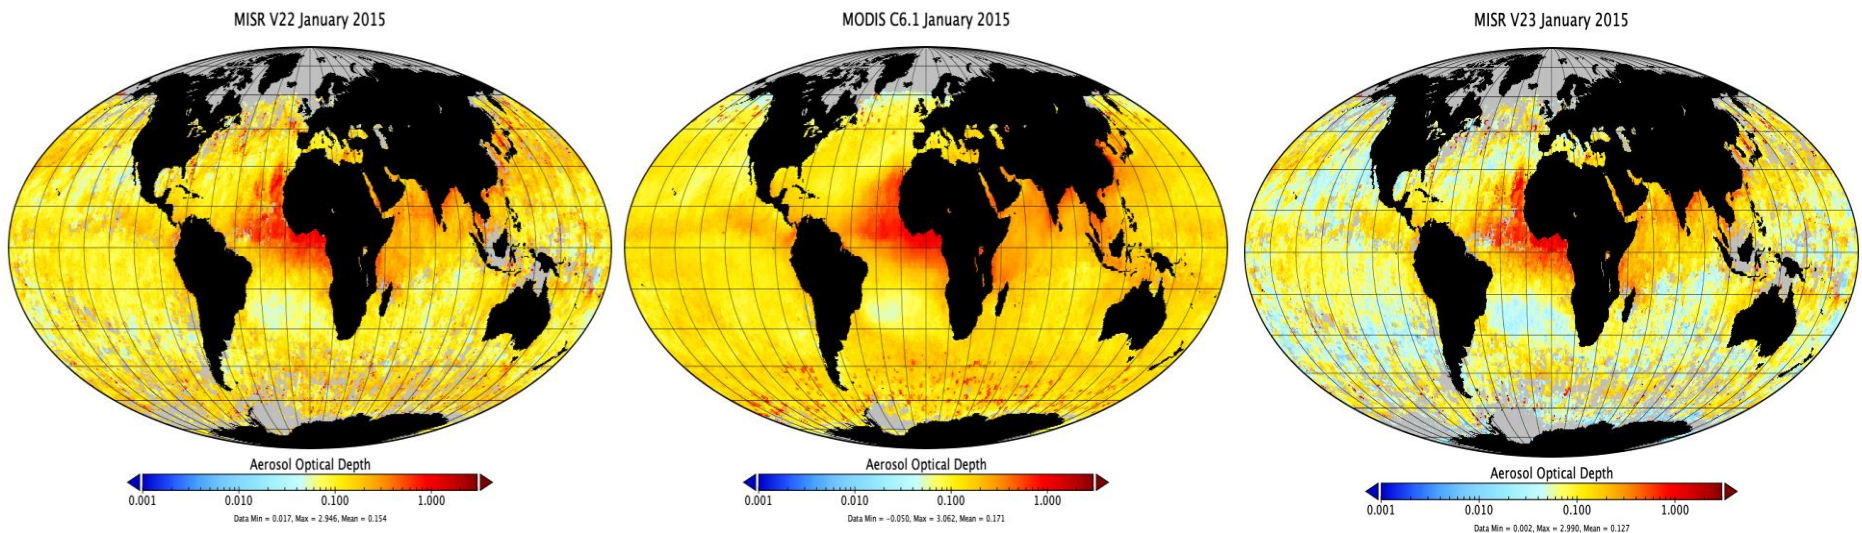 MISR V22 January 2015
Aerosol Optical Depth
0.001 0.010 0.100 1.000
Data Min = 0.017, Max = 2.946, Mean = 0.154
MODIS C6.1 January 2015
Aerosol Optical Depth
0.001 0.010 0.100 1.000
Data Min = −0.050, Max = 3.062, Mean = 0.171
MISR V23 January 2015
Aerosol Optical Depth
0.001 0.010 0.100 1.000
Data Min = 0.002, Max = 2.990, Mean = 0.127